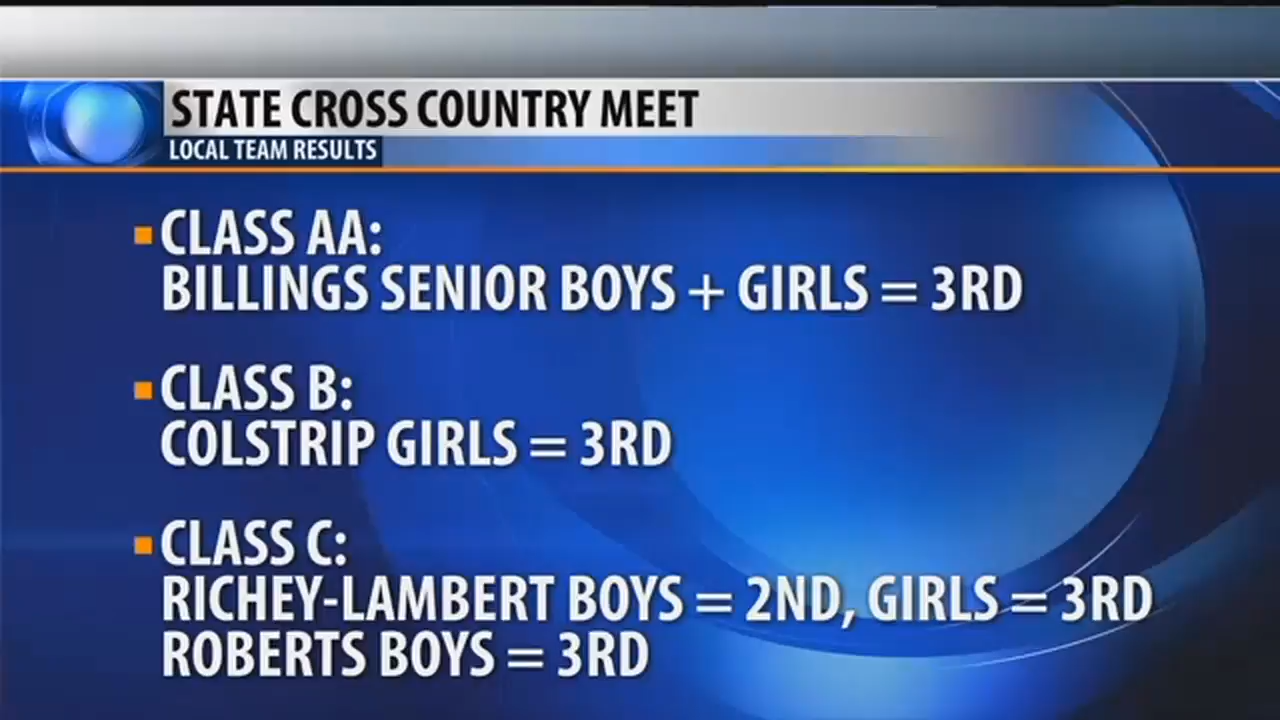 STATE CROSS COUNTRY MEET
LOCAL TEAM RESULTS
CLASS AA:
BILLINGS SENIOR BOYS + GIRLS = 3RD
CLASS B:
COLSTRIP GIRLS = 3RD
CLASS C:
RICHEY-LAMBERT BOYS = 2ND, GIRLS = 3RD
ROBERTS BOYS = 3RD